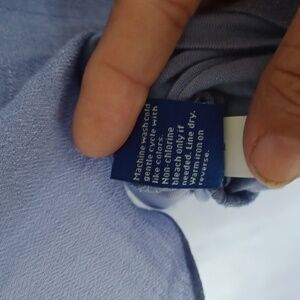 Machine wash cold
gentle cycle with
like colors.
Non-chlorine
bleach only if
needed. Line dry.
Warm iron on
reverse.